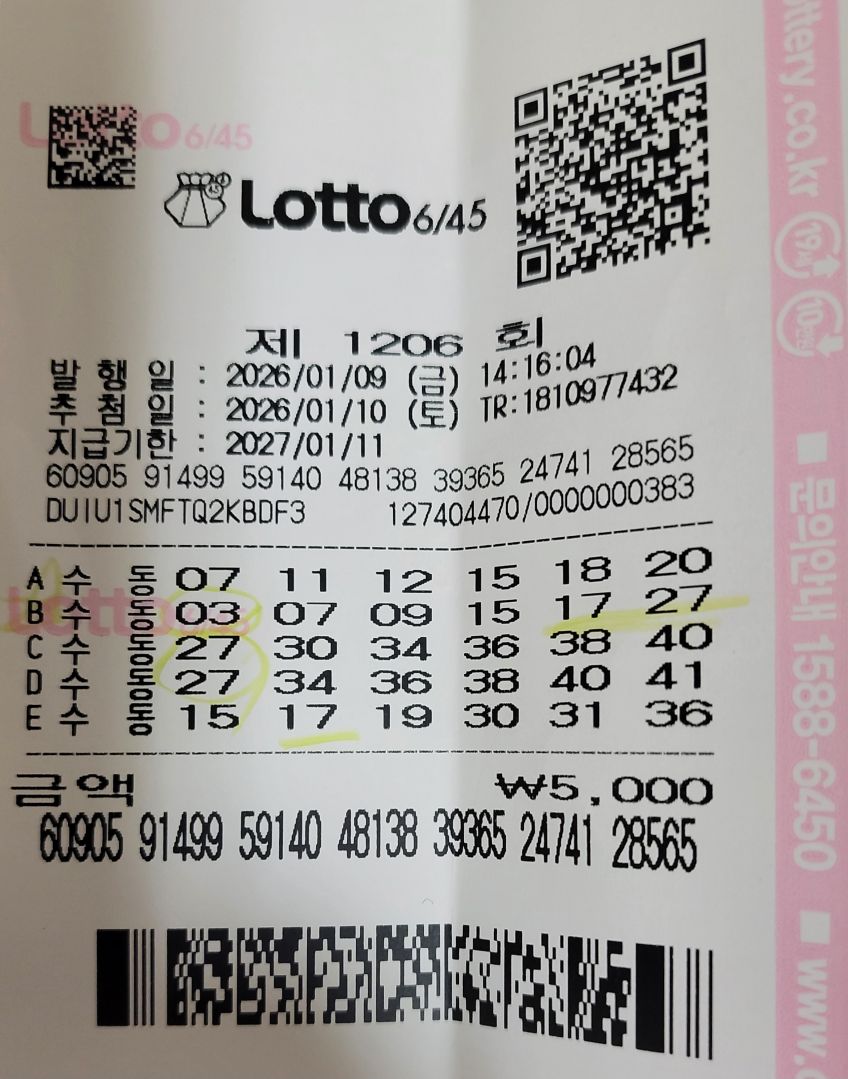 Lotto 6/45
Lotto 6/45
제 1206 회
발 행 일 : 2026/01/09 (금) 14:16:04
추 첨 일 : 2026/01/10 (토) TR:1810977432
지급기한 : 2027/01/11
60905 91499 59140 48138 39365 24741 28565
DUIU1SMFTQ2KBDF3 127404470/0000000383
A 수 동 07 11 12 15 18 20
B 수 동 03 07 09 15 17 27
C 수 동 27 30 34 36 38 40
D 수 동 27 34 36 38 40 41
E 수 동 15 17 19 30 31 36
Lotto 6/45
금액 ₩5,000
60905 91499 59140 48138 39365 24741 28565
ottery.co.kr
■ 문의안내 1588-6450 ■ www.d